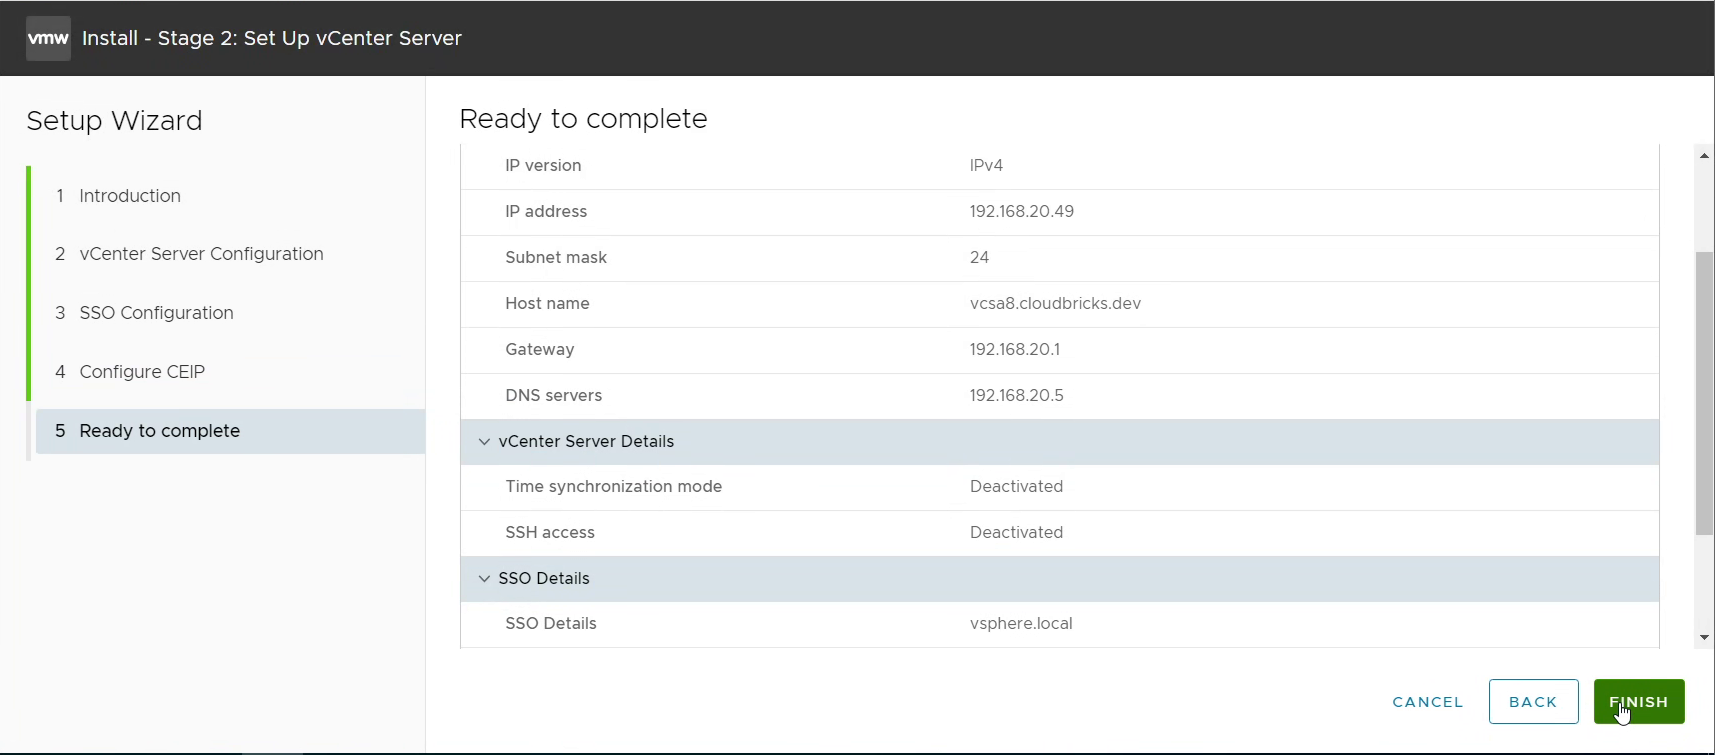 vmw Install - Stage 2: Set Up vCenter Server
Setup Wizard
1 Introduction
2 vCenter Server Configuration
3 SSO Configuration
4 Configure CEIP
5 Ready to complete
Ready to complete
IP version IPv4
IP address 192.168.20.49
Subnet mask 24
Host name vcsa8.cloudbricks.dev
Gateway 192.168.20.1
DNS servers 192.168.20.5
vCenter Server Details
Time synchronization mode Deactivated
SSH access Deactivated
SSO Details
SSO Details vsphere.local
CANCEL BACK FINISH